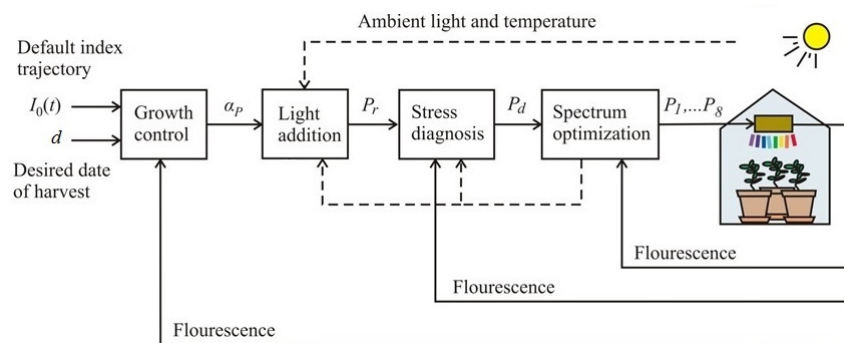 Ambient light and temperature
Default index
trajectory
I₀(t)
d
Desired date
of harvest
Growth
control
αP
Light
addition
Pr
Stress
diagnosis
Pd
Spectrum
optimization
P1,...P8
Flourescence
Flourescence
Flourescence